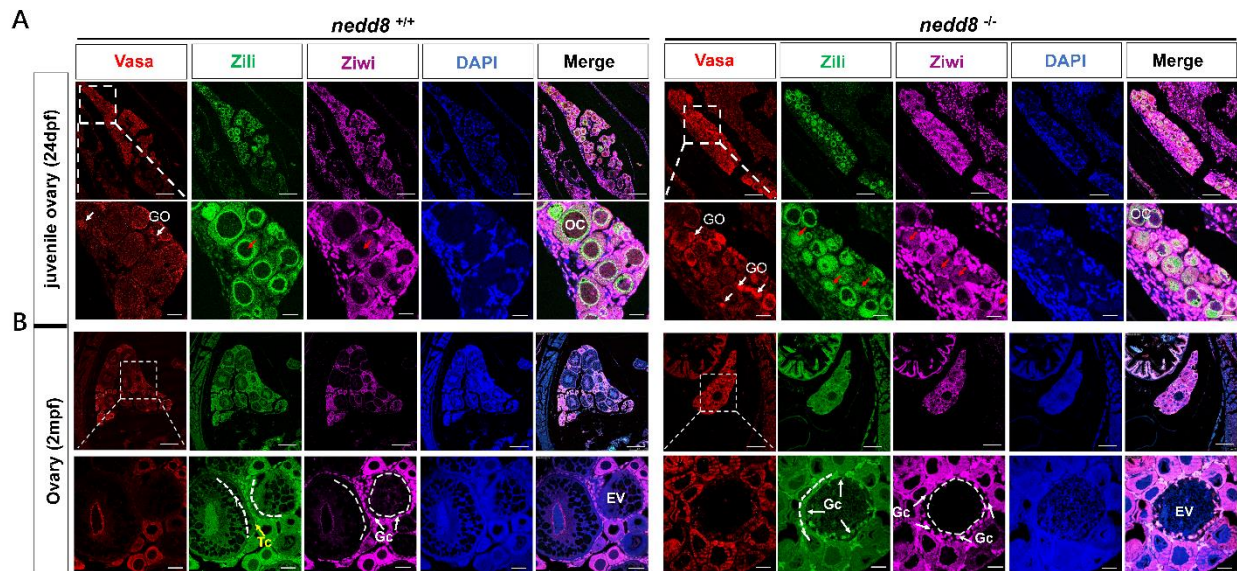 A
nedd8 +/+
nedd8 -/-
Vasa Zili Ziwi DAPI Merge Vasa Zili Ziwi DAPI Merge
juvenile ovary (24dpf)
GO
OC
GO
GO
OC
B
Ovary (2mpf)
Tc
Gc
EV
Gc
Gc
Gc
EV